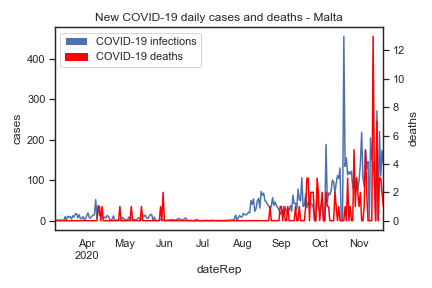 New COVID-19 daily cases and deaths - Malta
COVID-19 infections
COVID-19 deaths
cases
400
300
200
100
0
deaths
12
10
8
6
4
2
0
Apr May Jun Jul Aug Sep Oct Nov
2020
dateRep